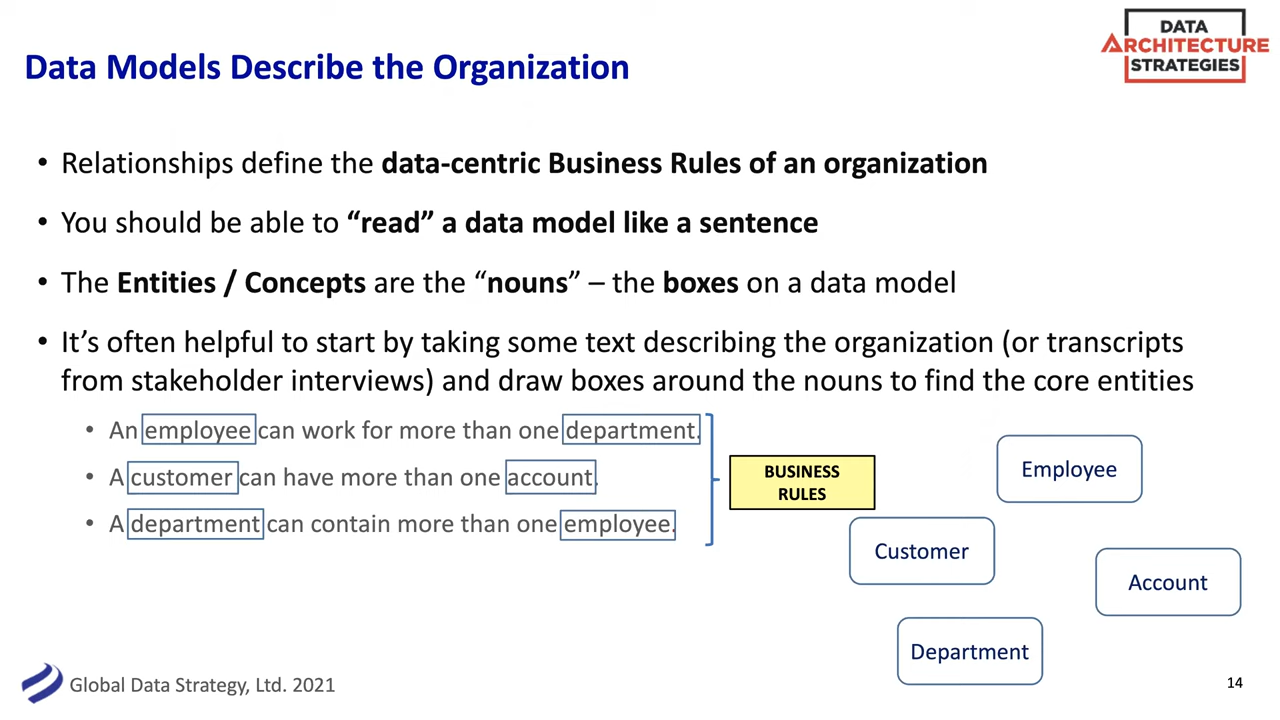 Data Models Describe the Organization
DATA
ARCHITECTURE
STRATEGIES
• Relationships define the data-centric Business Rules of an organization
• You should be able to “read” a data model like a sentence
• The Entities / Concepts are the “nouns” – the boxes on a data model
• It’s often helpful to start by taking some text describing the organization (or transcripts
from stakeholder interviews) and draw boxes around the nouns to find the core entities
• An employee can work for more than one department.
• A customer can have more than one account.
• A department can contain more than one employee.
BUSINESS
RULES
Employee
Customer
Account
Department
Global Data Strategy, Ltd. 2021
14